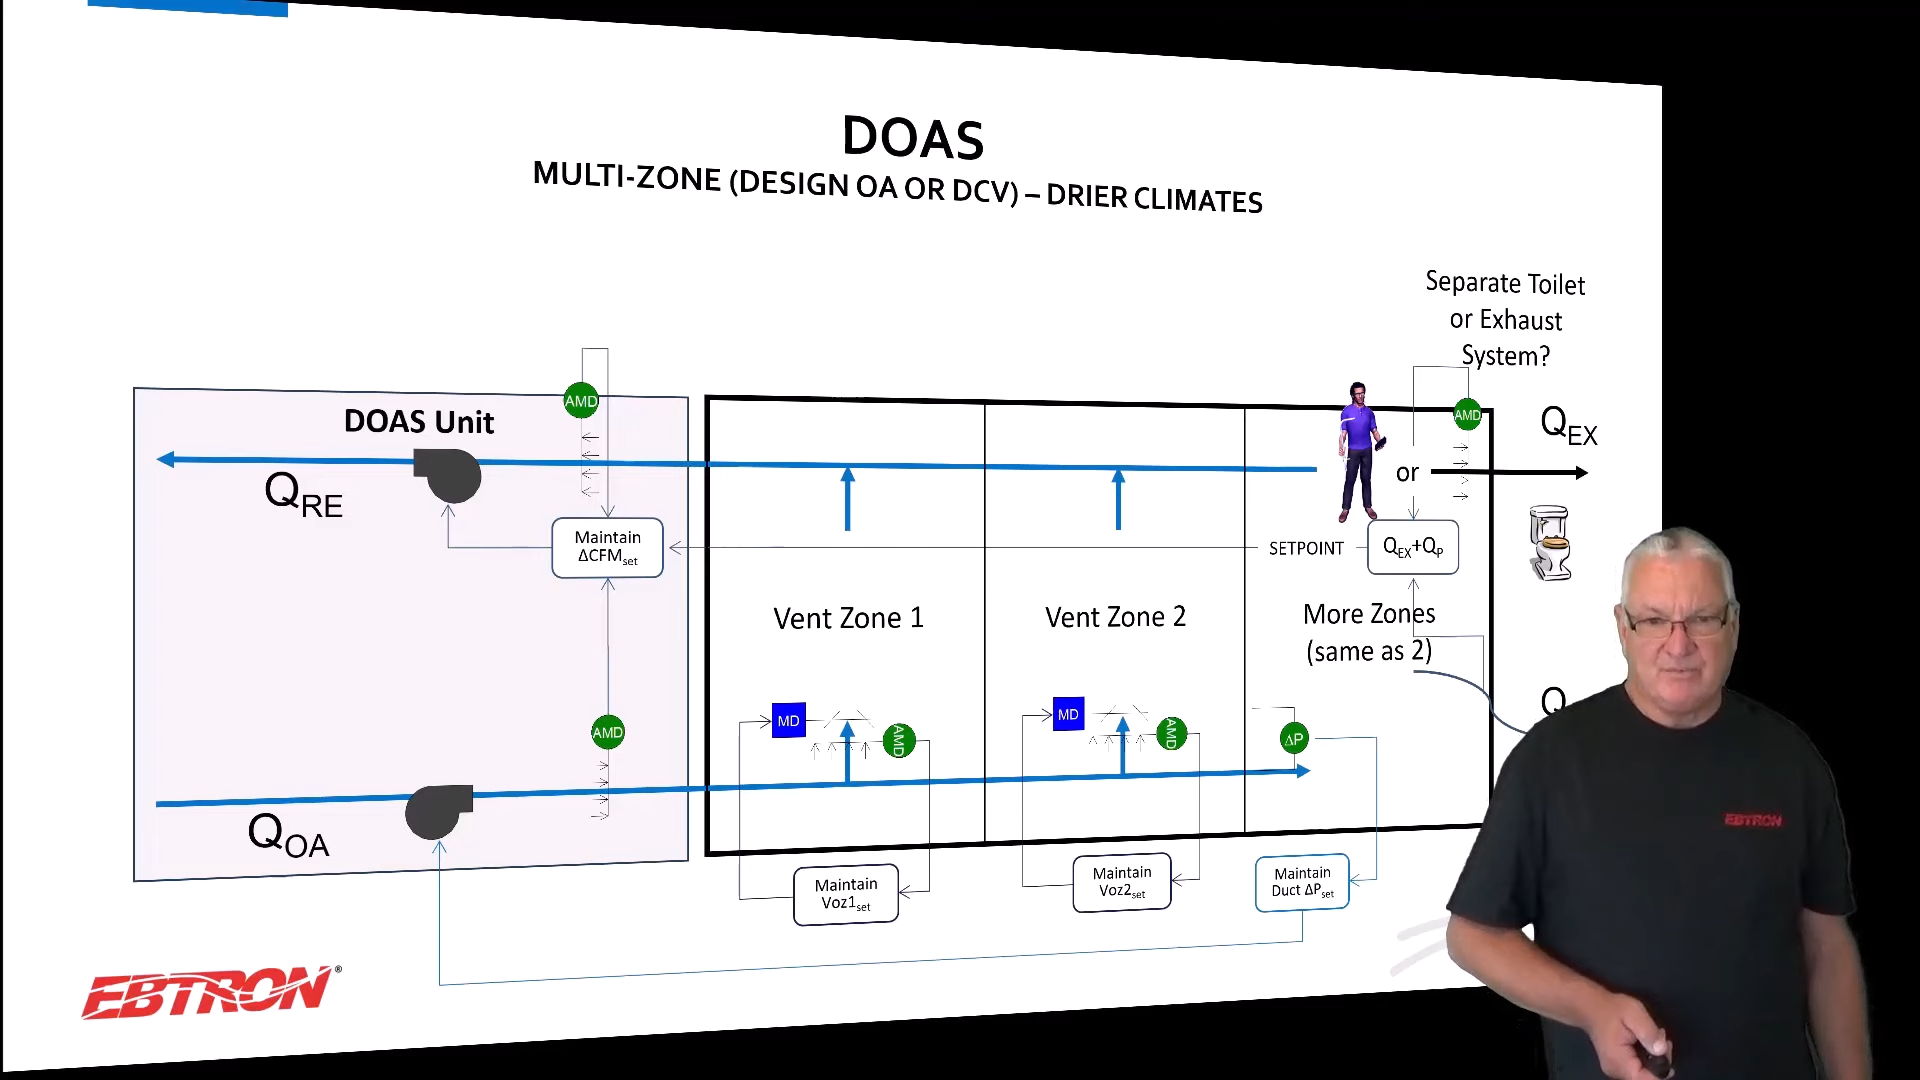 DOAS
MULTI-ZONE (DESIGN OA OR DCV) – DRIER CLIMATES
Separate Toilet
or Exhaust
System?
AMD
DOAS Unit
AMD
QEX
QRE
or
Maintain
ΔCFMset
SETPOINT
QEX+QP
Vent Zone 1
Vent Zone 2
More Zones
(same as 2)
MD
AMD
MD
AMD
ΔP
AMD
Q
QOA
Maintain
Voz1set
Maintain
Voz2set
Maintain
Duct ΔPset
EBTRON®
EBTRON